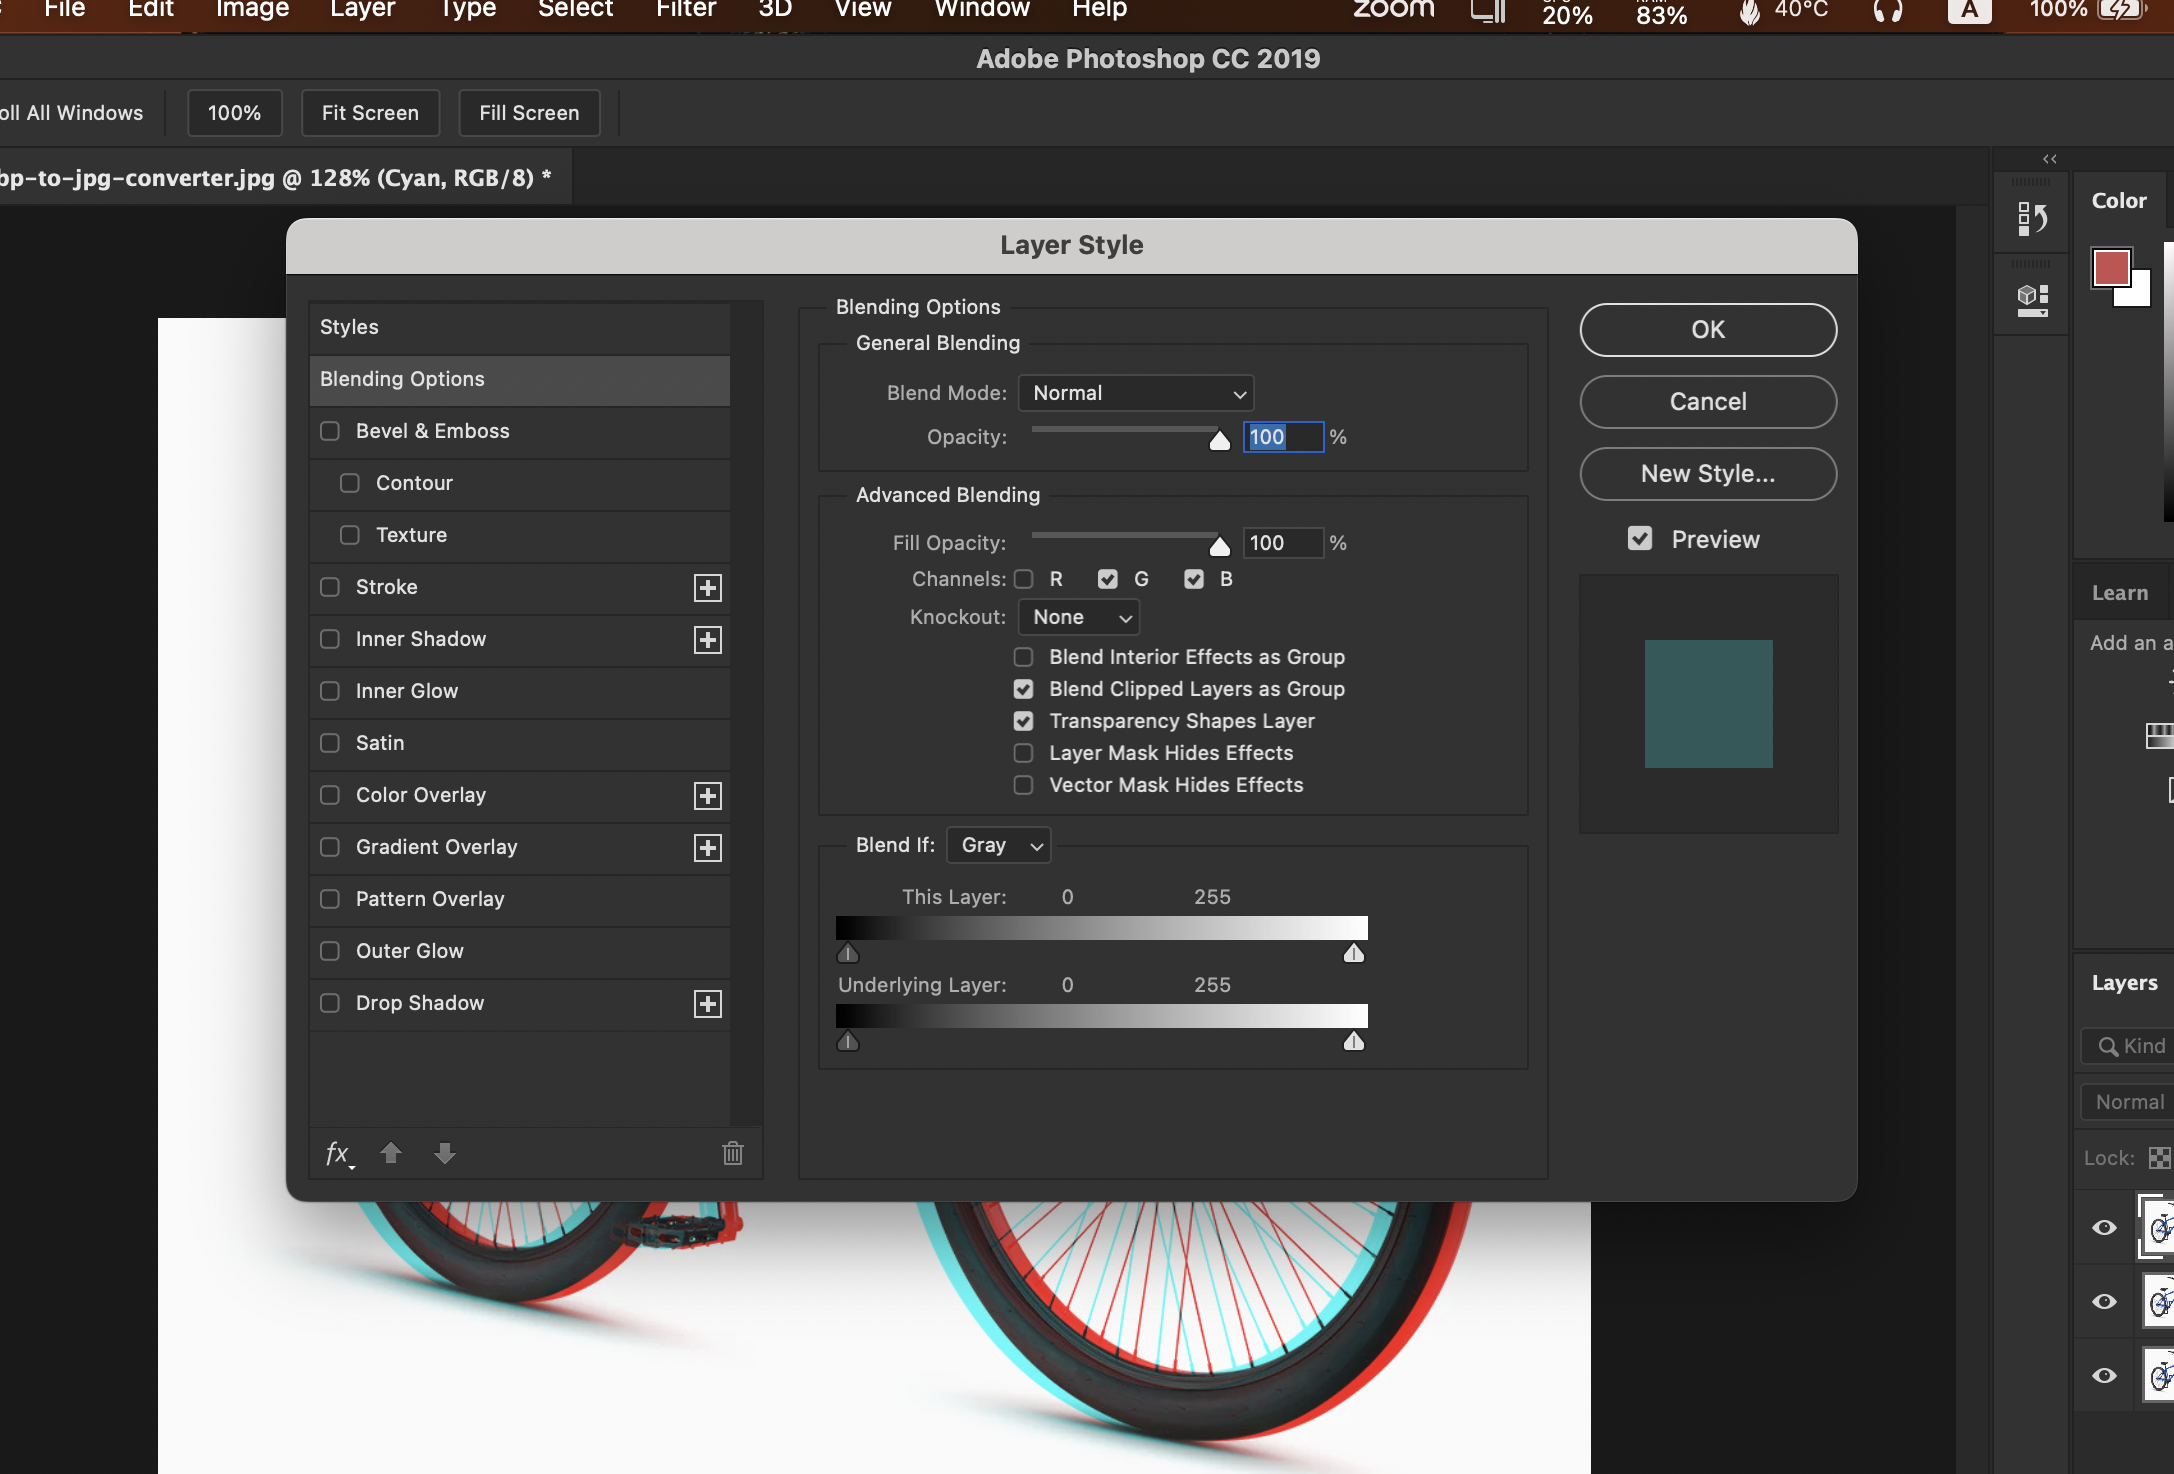 File Edit Image Layer Type Select Filter 3D View Window Help zoom 20% 83% 40°C A 100%
Adobe Photoshop CC 2019
oll All Windows 100% Fit Screen Fill Screen
bp-to-jpg-converter.jpg @ 128% (Cyan, RGB/8) *
Layer Style
Styles
Blending Options
Bevel & Emboss
Contour
Texture
Stroke
Inner Shadow
Inner Glow
Satin
Color Overlay
Gradient Overlay
Pattern Overlay
Outer Glow
Drop Shadow
fx
Blending Options
General Blending
Blend Mode: Normal
Opacity: 100 %
Advanced Blending
Fill Opacity: 100 %
Channels: R G B
Knockout: None
Blend Interior Effects as Group
Blend Clipped Layers as Group
Transparency Shapes Layer
Layer Mask Hides Effects
Vector Mask Hides Effects
Blend If: Gray
This Layer: 0 255
Underlying Layer: 0 255
OK
Cancel
New Style...
Preview
Color
Learn
Add an a
Layers
Kind
Normal
Lock: